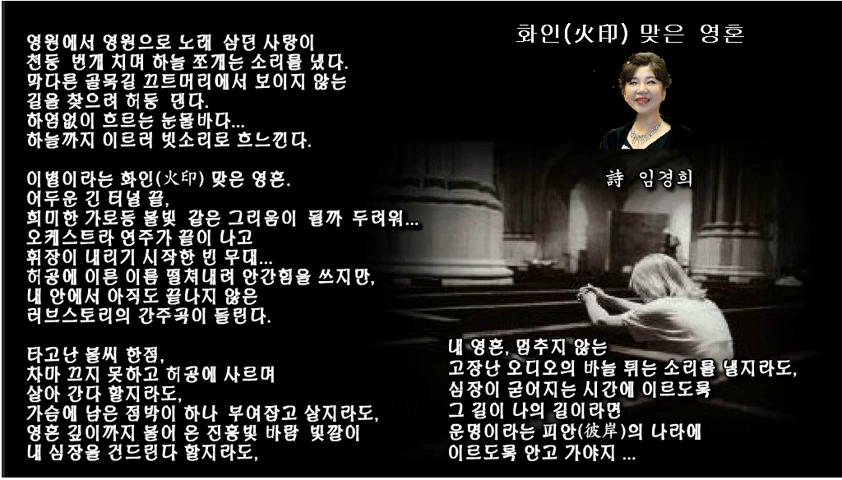 화인(火印) 맞은 영혼
詩 임경희
영원에서 영원으로 노래 삼던 사랑이
천둥 번개 치며 하늘 쪼개는 소리를 냈다.
막다른 골목길 끄트머리에서 보이지 않는
길을 찾으려 허둥 댄다.
하염없이 흐르는 눈물바다...
하늘까지 이르러 빗소리로 흐느낀다.
이별이라는 화인(火印) 맞은 영혼.
어두운 긴 터널 끝,
희미한 가로등 불빛 같은 그리움이 될까 두려워...
오케스트라 연주가 끝이 나고
휘장이 내리기 시작한 빈 무대...
허공에 이른 이름 떨쳐내려 안간힘을 쓰지만,
내 안에서 아직도 끝나지 않은
러브스토리의 간주곡이 들린다.
타고난 불씨 한점,
차마 끄지 못하고 허공에 사르며
살아 간다 할지라도,
가슴에 남은 점박이 하나 부여잡고 살지라도,
영혼 깊이까지 불어 온 진홍빛 바람 빛깔이
내 심장을 건드린다 할지라도,
내 영혼, 멈추지 않는
고장난 오디오의 바늘 튀는 소리를 낼지라도,
심장이 굳어지는 시간에 이르도록
그 길이 나의 길이라면
운명이라는 피안(彼岸)의 나라에
이르도록 안고 가야지 ...